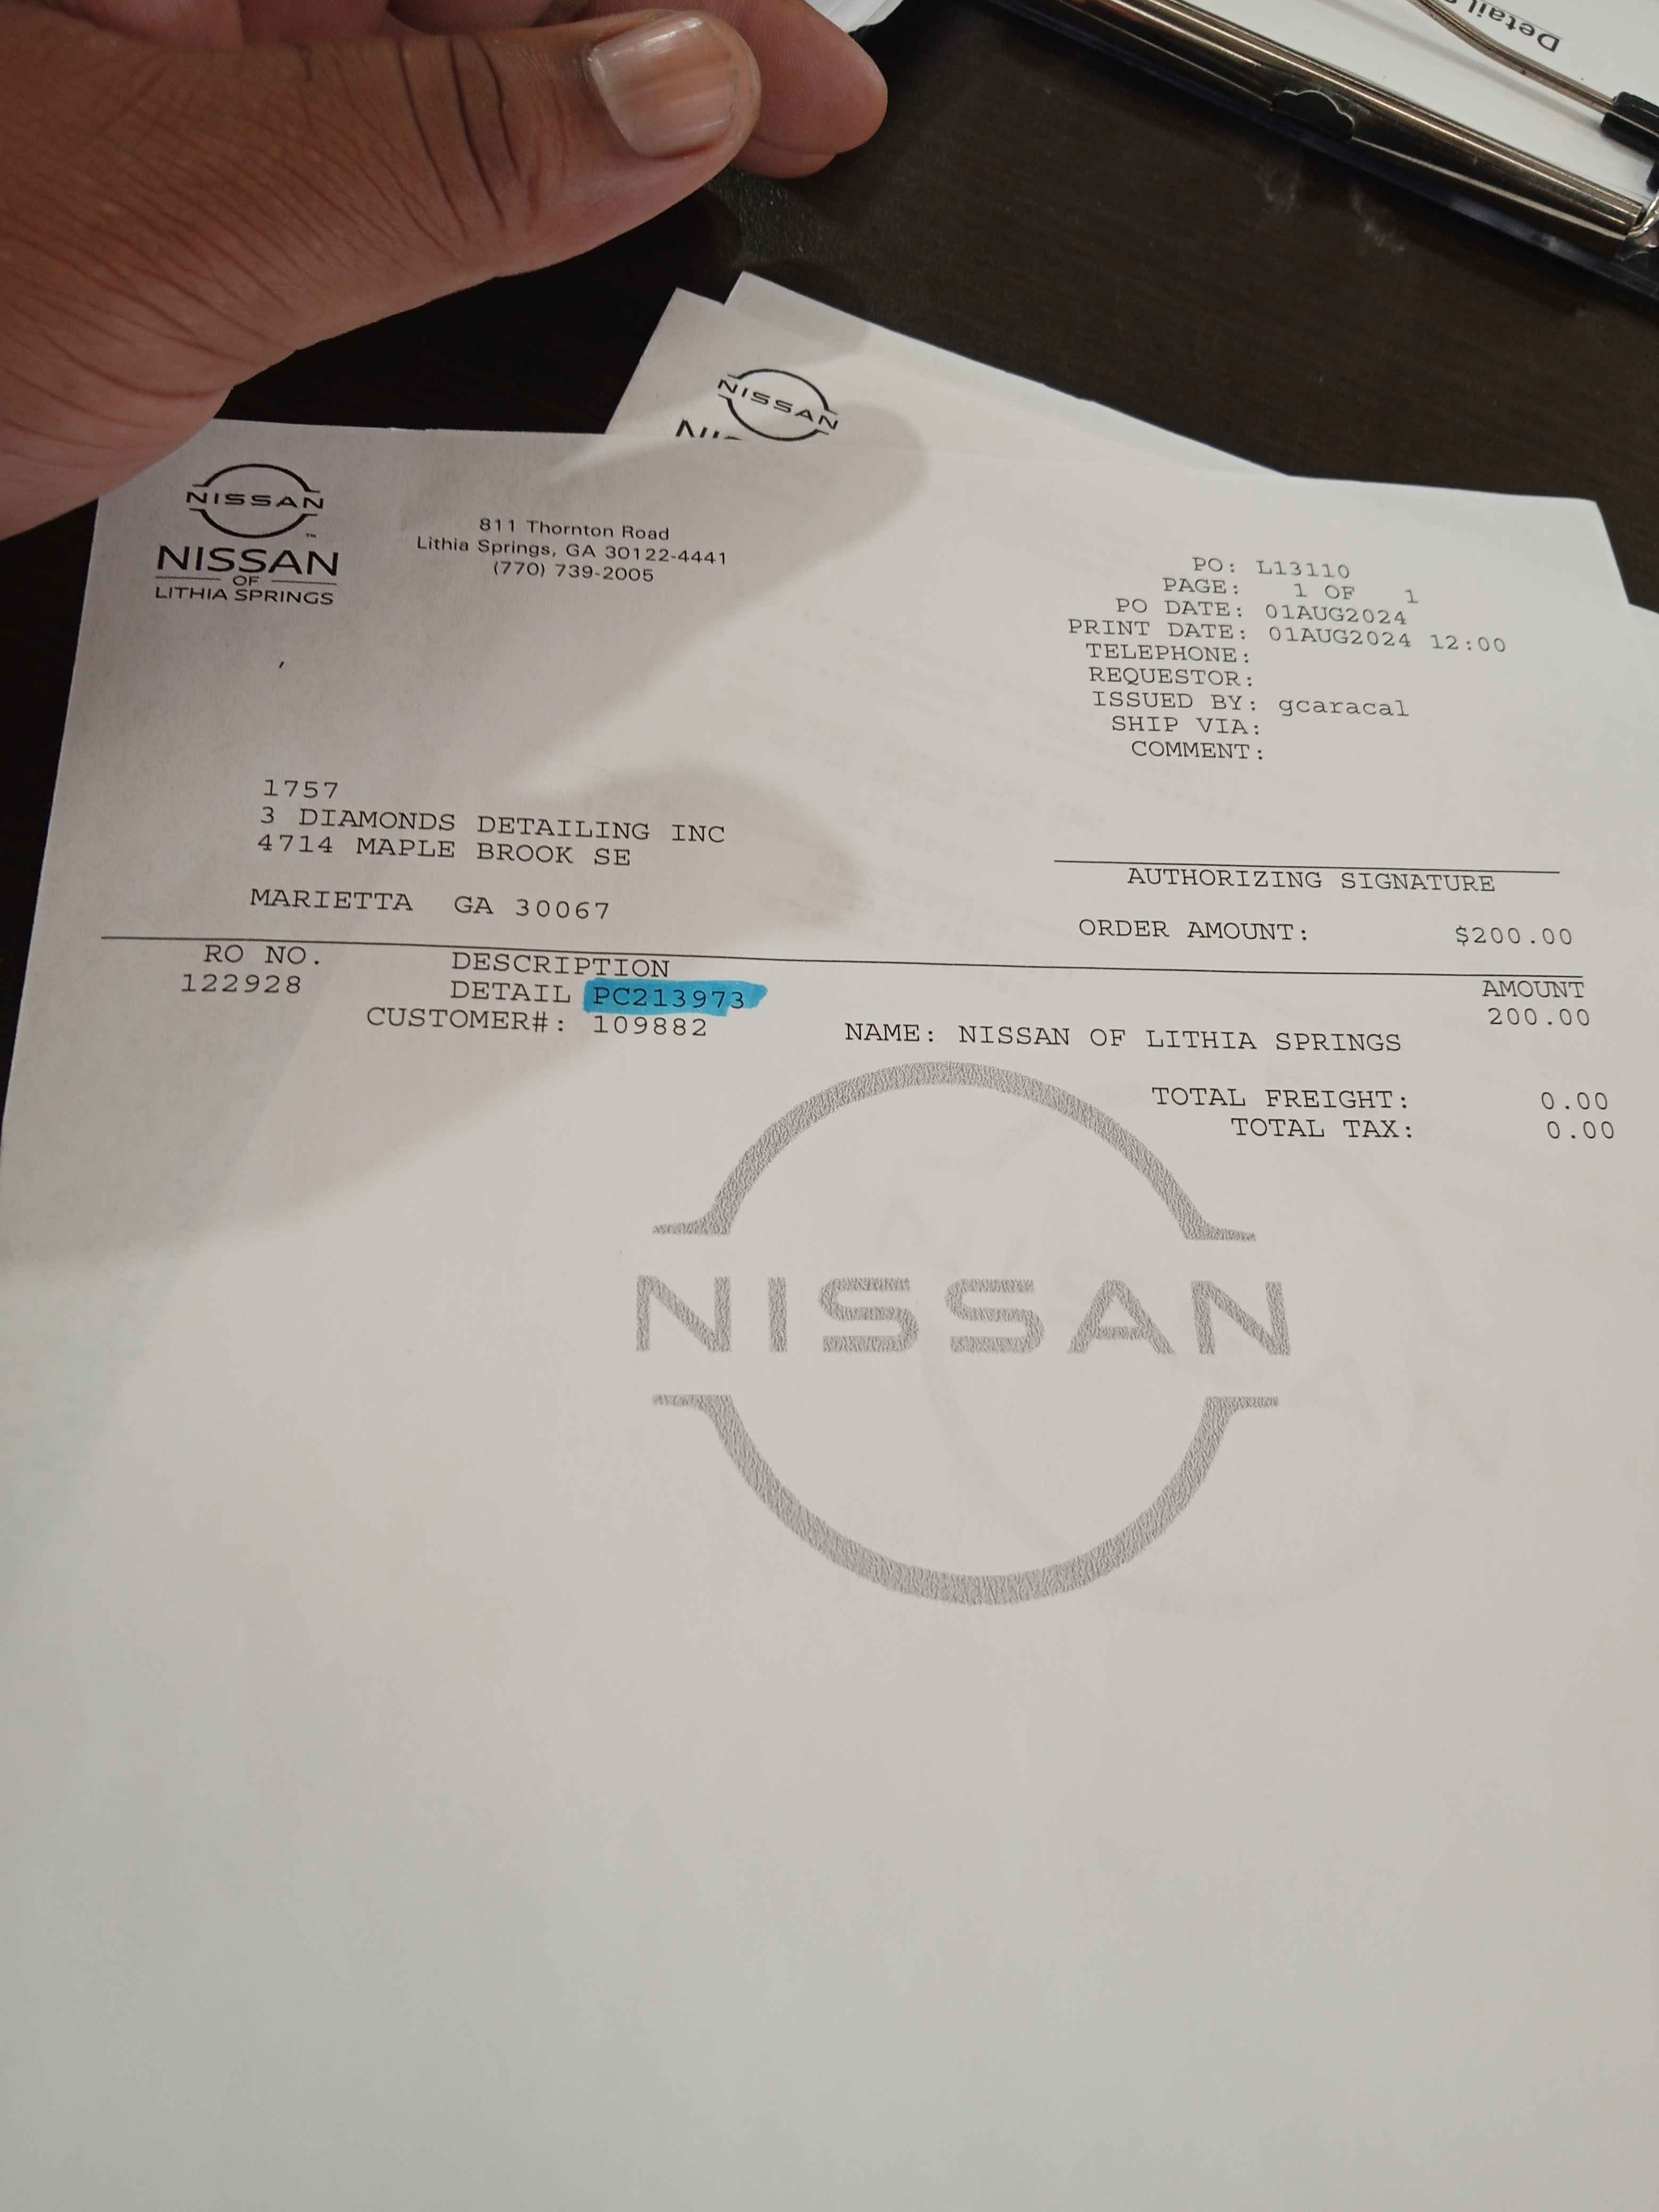 Detail
NISSAN
NISSAN
NISSAN
OF
LITHIA SPRINGS
811 Thornton Road
Lithia Springs, GA 30122-4441
(770) 739-2005
PO: L13110
PAGE: 1 OF 1
PO DATE: 01AUG2024
PRINT DATE: 01AUG2024 12:00
TELEPHONE:
REQUESTOR:
ISSUED BY: gcaracal
SHIP VIA:
COMMENT:
1757
3 DIAMONDS DETAILING INC
4714 MAPLE BROOK SE
MARIETTA GA 30067
AUTHORIZING SIGNATURE
ORDER AMOUNT: $200.00
RO NO. DESCRIPTION AMOUNT
122928 DETAIL PC213973 200.00
CUSTOMER#: 109882 NAME: NISSAN OF LITHIA SPRINGS
TOTAL FREIGHT: 0.00
TOTAL TAX: 0.00
NISSAN